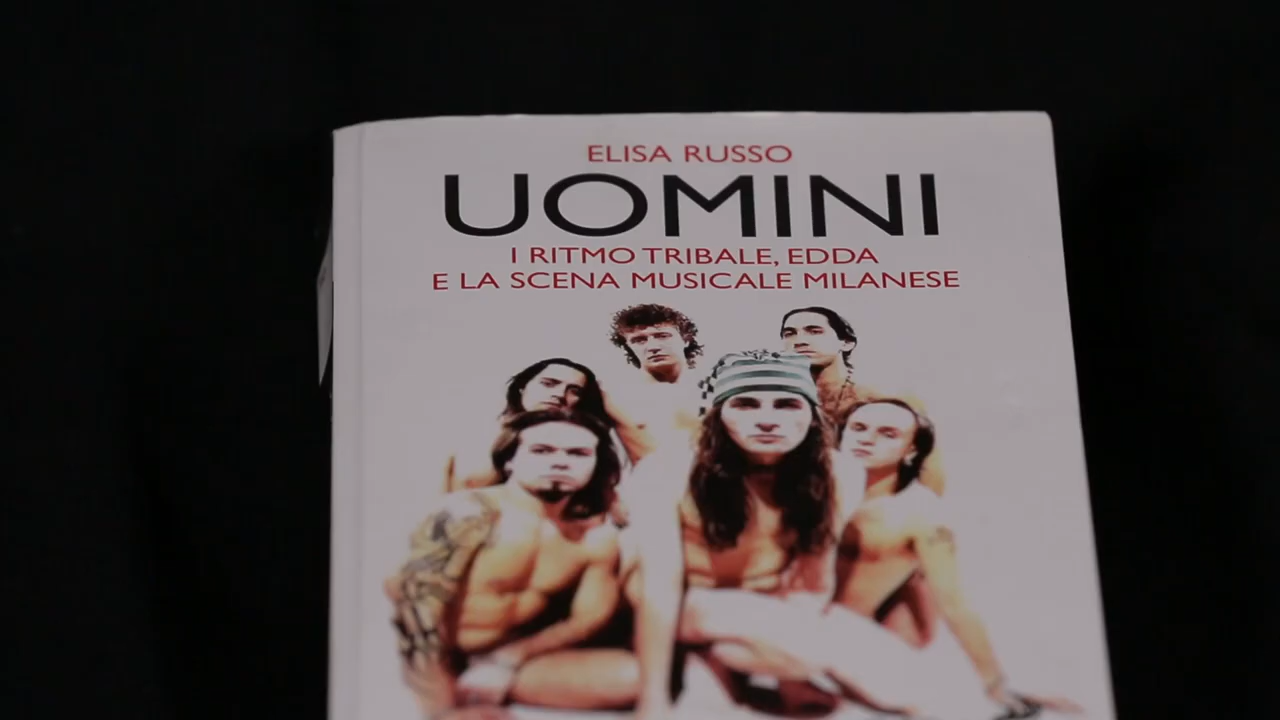 ELISA RUSSO
UOMINI
I RITMO TRIBALE, EDDA
E LA SCENA MUSICALE MILANESE